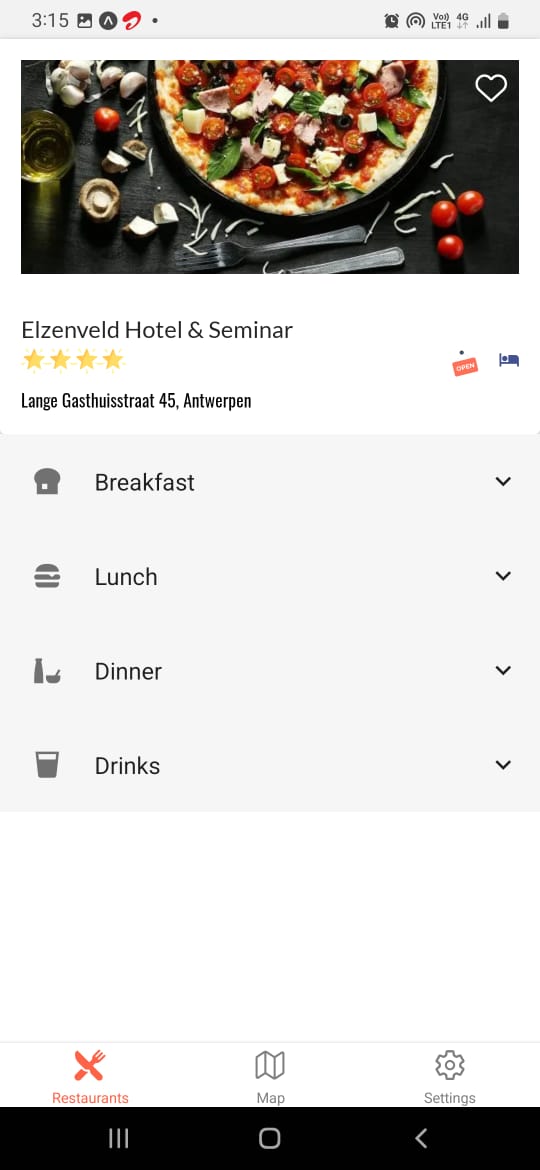 3:15
Vo))
LTE1
4G
Elzenveld Hotel & Seminar
OPEN
Lange Gasthuisstraat 45, Antwerpen
Breakfast
Lunch
Dinner
Drinks
Restaurants
Map
Settings